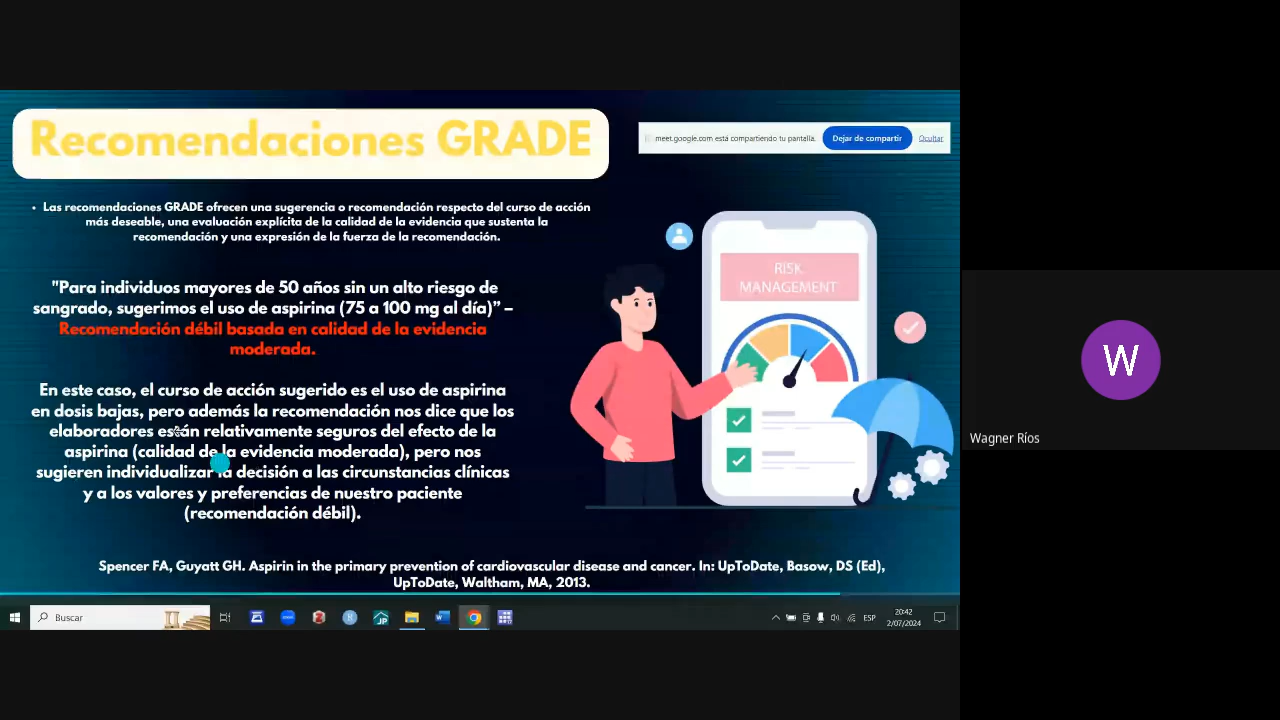 Recomendaciones GRADE
meet.google.com está compartiendo tu pantalla.
Dejar de compartir
Ocultar
• Las recomendaciones GRADE ofrecen una sugerencia o recomendación respecto del curso de acción
más deseable, una evaluación explícita de la calidad de la evidencia que sustenta la
recomendación y una expresión de la fuerza de la recomendación.
"Para individuos mayores de 50 años sin un alto riesgo de
sangrado, sugerimos el uso de aspirina (75 a 100 mg al día)” –
Recomendación débil basada en calidad de la evidencia
moderada.
En este caso, el curso de acción sugerido es el uso de aspirina
en dosis bajas, pero además la recomendación nos dice que los
elaboradores están relativamente seguros del efecto de la
aspirina (calidad de la evidencia moderada), pero nos
sugieren individualizar la decisión a las circunstancias clínicas
y a los valores y preferencias de nuestro paciente
(recomendación débil).
RISK
MANAGEMENT
Spencer FA, Guyatt GH. Aspirin in the primary prevention of cardiovascular disease and cancer. In: UpToDate, Basow, DS (Ed),
UpToDate, Waltham, MA, 2013.
W
Wagner Ríos
Buscar
ESP
20:42
2/07/2024